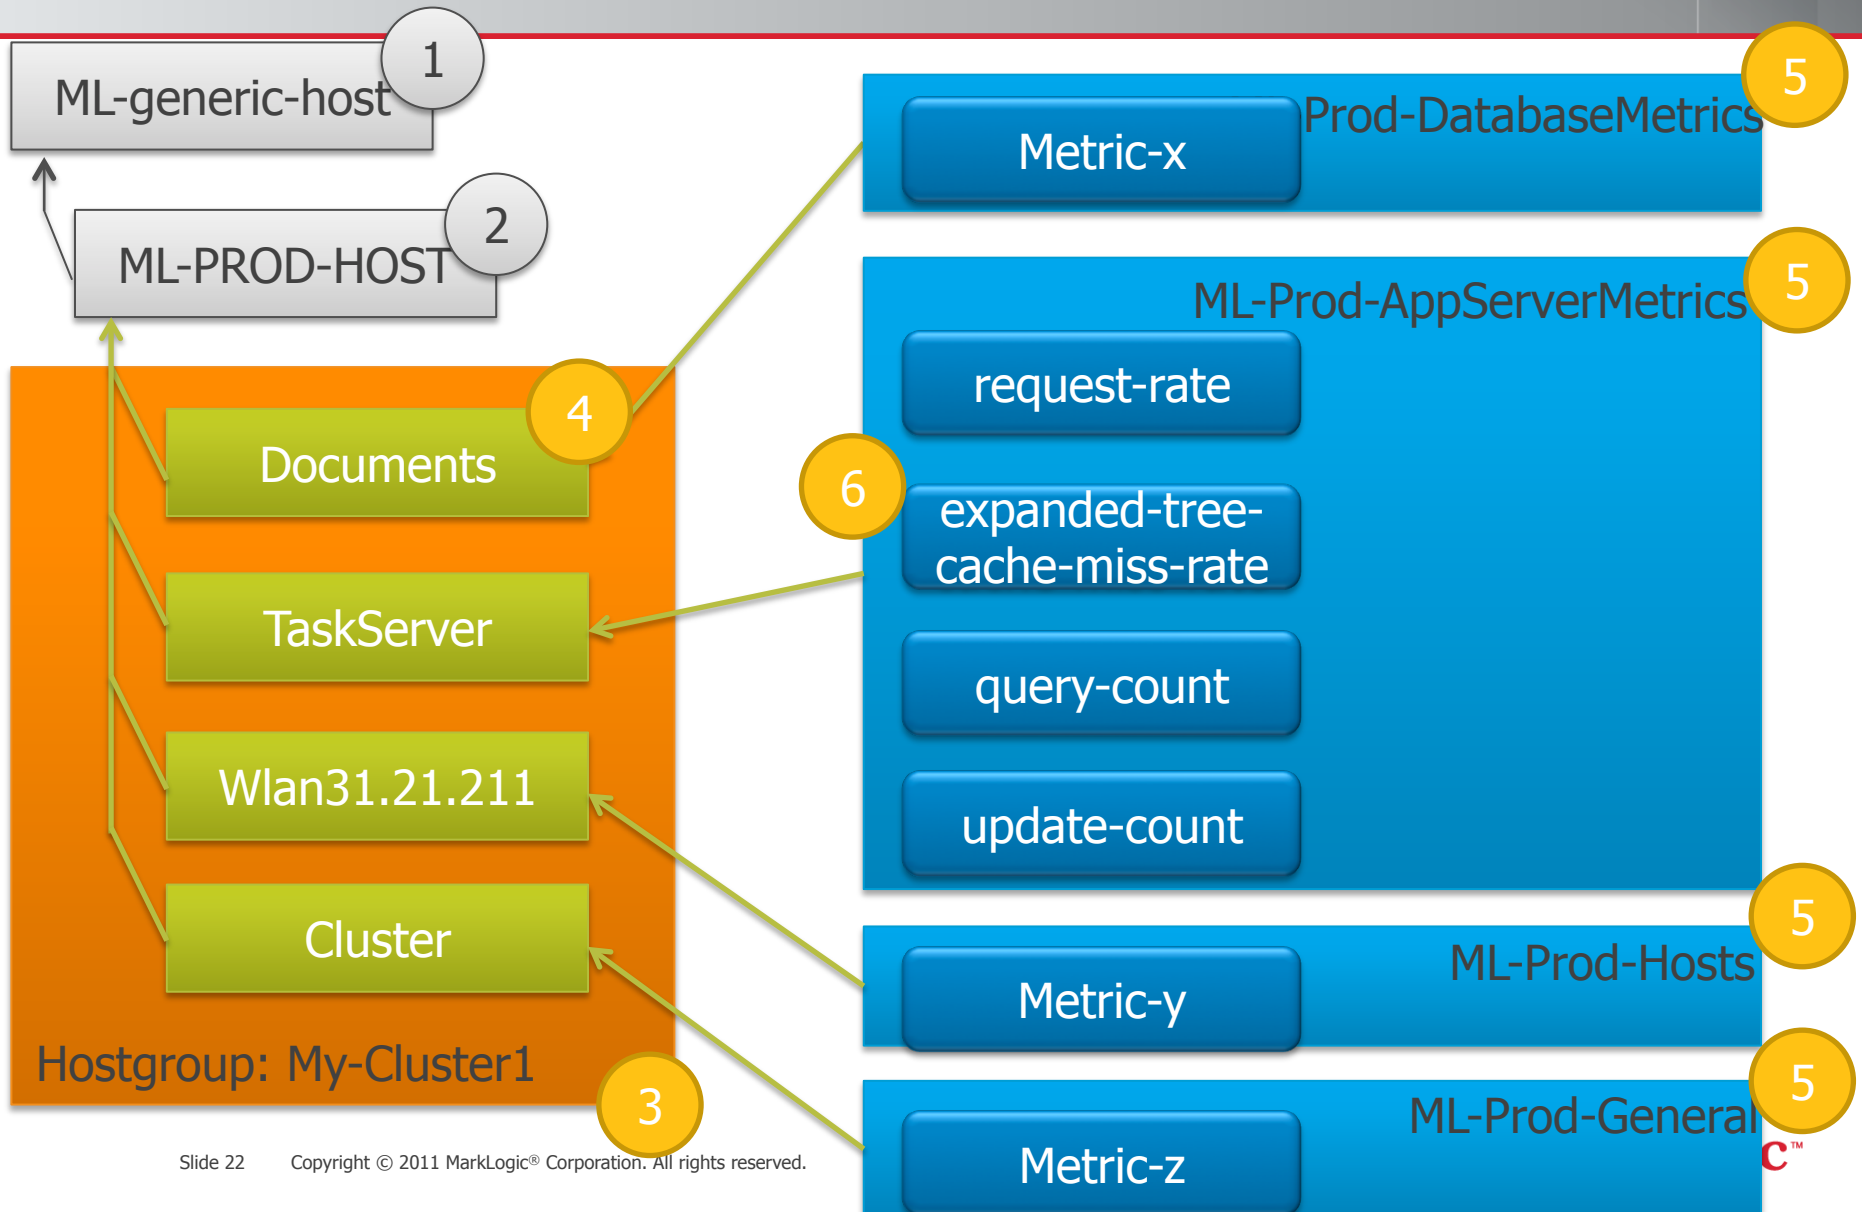 ML-generic-host
1
ML-PROD-HOST
2
Documents
4
TaskServer
Wlan31.21.211
Cluster
Hostgroup: My-Cluster1
3
Prod-DatabaseMetrics
5
Metric-x
ML-Prod-AppServerMetrics
5
request-rate
6
expanded-tree-
cache-miss-rate
query-count
update-count
ML-Prod-Hosts
5
Metric-y
ML-Prod-General
5
Metric-z
Slide 22 Copyright © 2011 MarkLogic® Corporation. All rights reserved.
C™